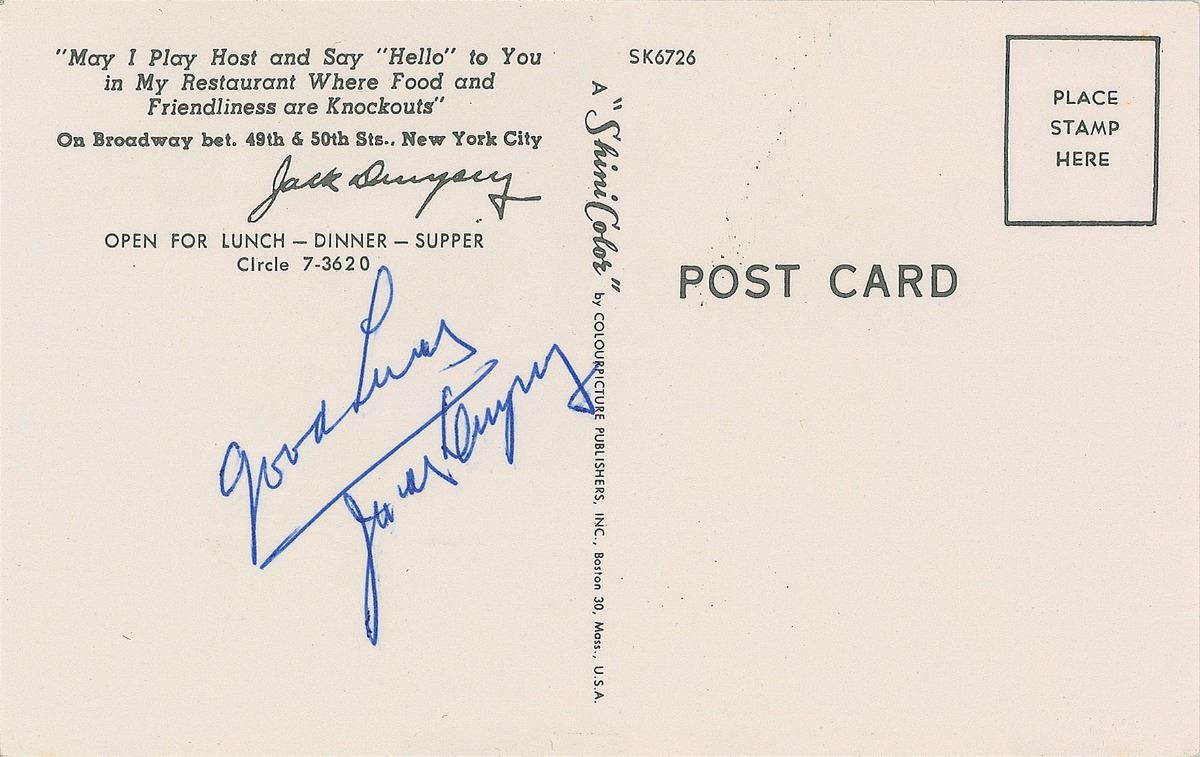 "May I Play Host and Say "Hello" to You
in My Restaurant Where Food and
Friendliness are Knockouts"
On Broadway bet. 49th & 50th Sts., New York City
Jack Dempsey
OPEN FOR LUNCH — DINNER — SUPPER
CIrcle 7-3620
Good Luck
Jack Dempsey
SK6726
A "ShiniColor" by COLOURPICTURE PUBLISHERS, INC., Boston 30, Mass., U.S.A.
PLACE
STAMP
HERE
POST CARD